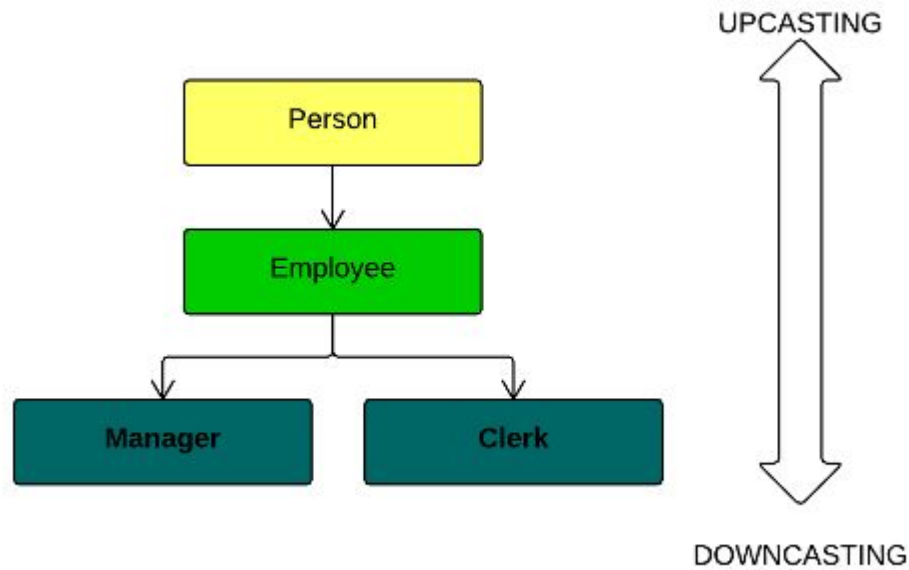 UPCASTING
Person
Employee
Manager
Clerk
DOWNCASTING